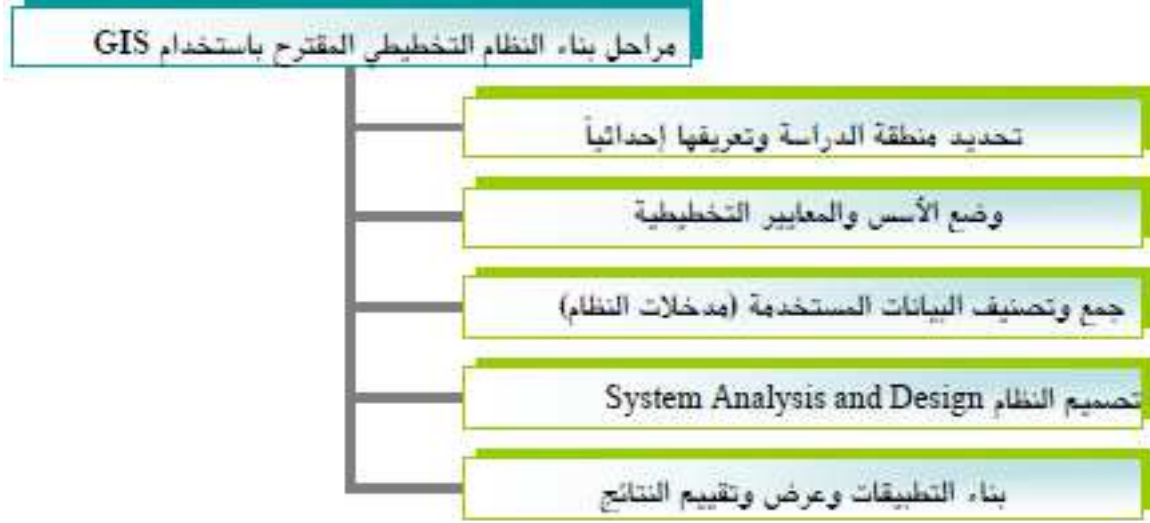 مراحل بناء النظام التخطيطي المقترح باستخدام GIS
تحديد منطقة الدراسة وتعريفها إحداثياً
وضع الأسس والمعايير التخطيطية
جمع وتصنيف البيانات المستخدمة (مدخلات النظام)
تصميم النظام System Analysis and Design
بناء التطبيقات وعرض وتقييم النتائج